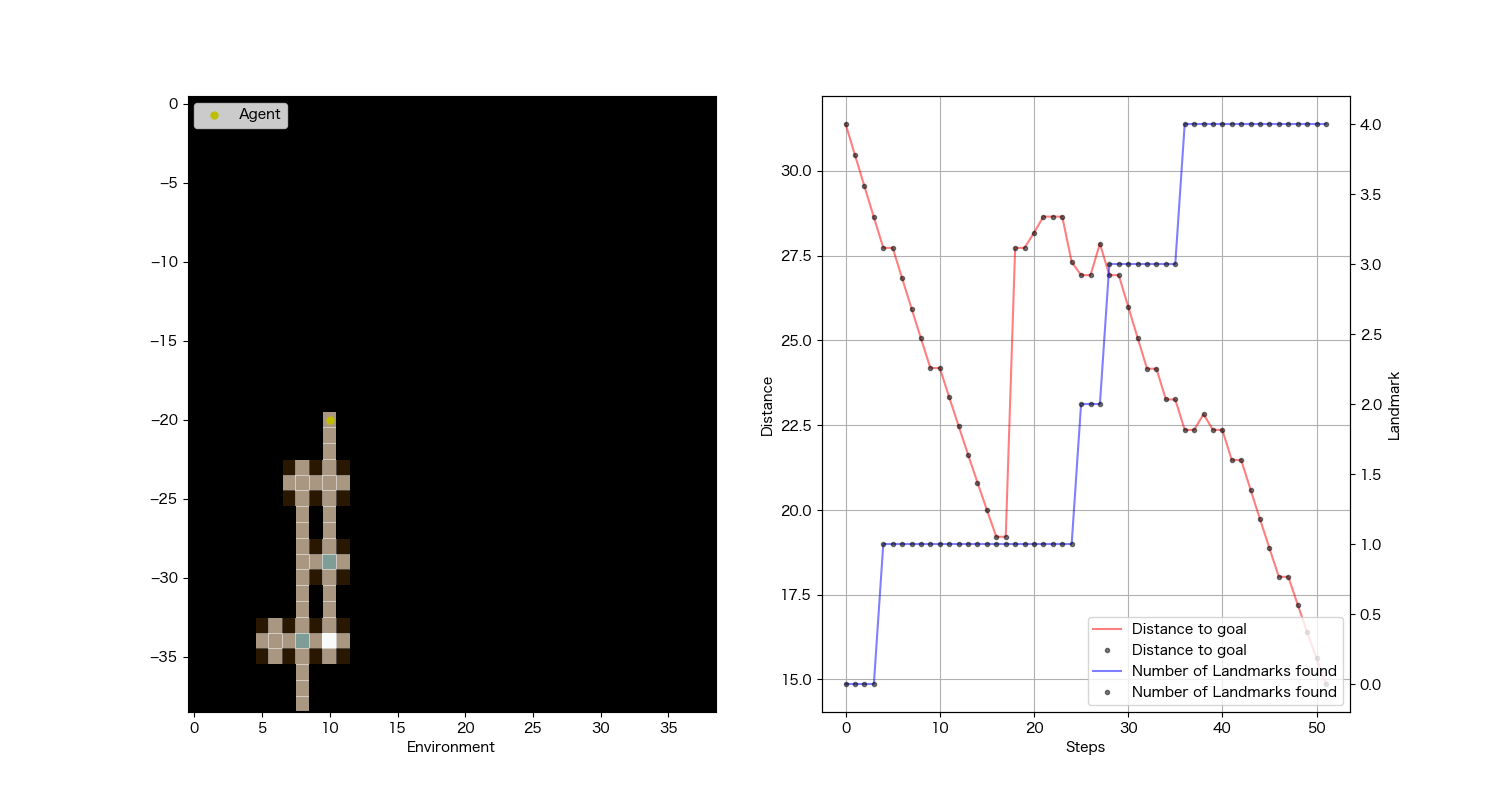 Agent
0
−5
−10
−15
−20
−25
−30
−35
0 5 10 15 20 25 30 35
Environment
30.0
27.5
25.0
22.5
20.0
17.5
15.0
Distance
0 10 20 30 40 50
Steps
4.0
3.5
3.0
2.5
2.0
1.5
1.0
0.5
0.0
Landmark
Distance to goal
Distance to goal
Number of Landmarks found
Number of Landmarks found